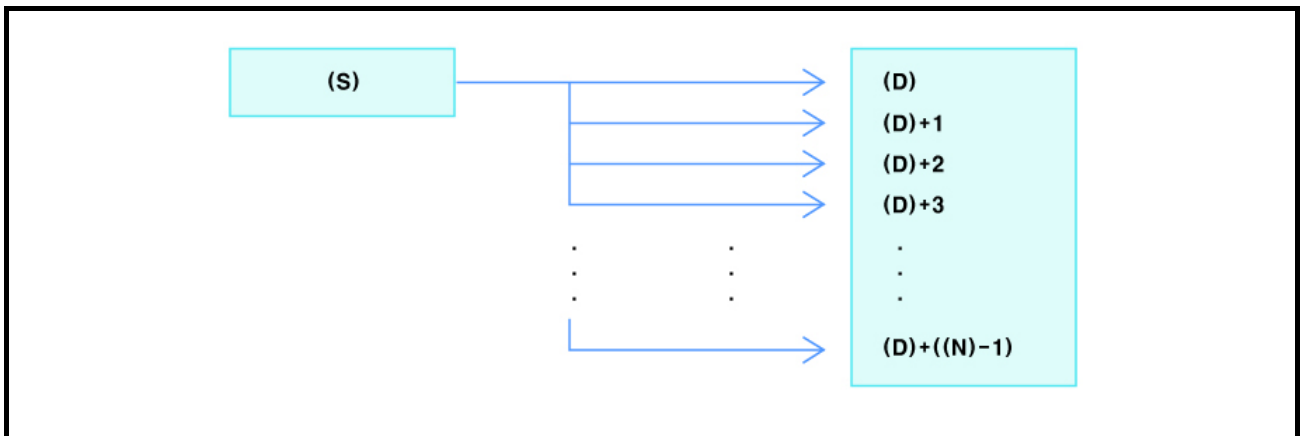 (S)
(D)
(D)+1
(D)+2
(D)+3
. . .
. . .
. . .
(D)+((N)-1)